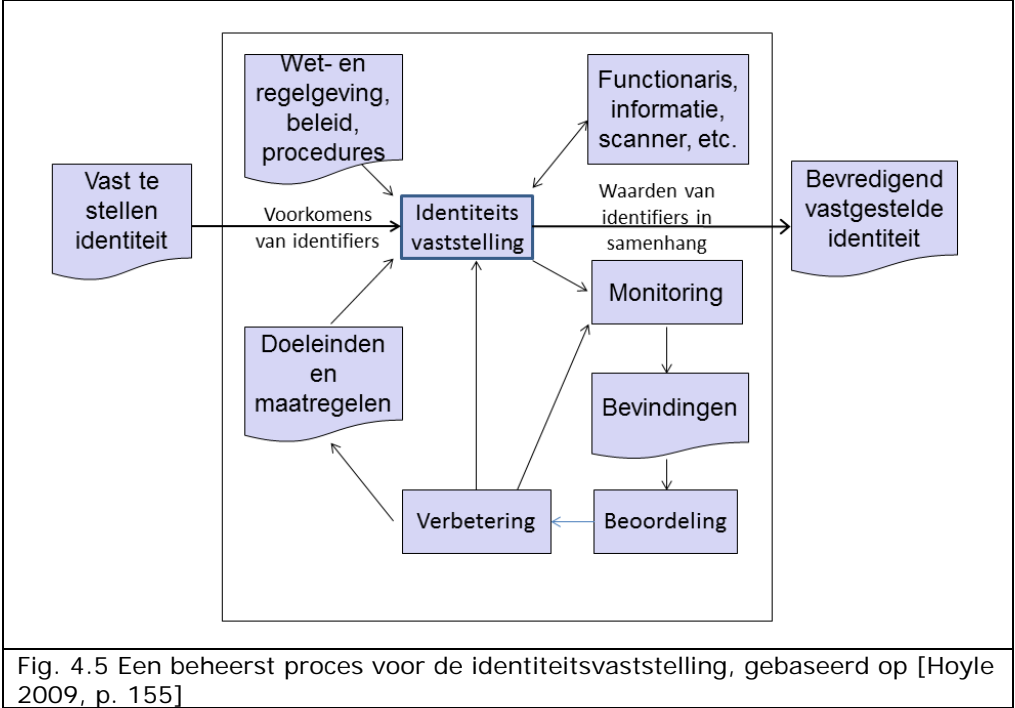 Wet- en
regelgeving,
beleid,
procedures
Functionaris,
informatie,
scanner, etc.
Vast te
stellen
identiteit
Voorkomens
van identifiers
Identiteits
vaststelling
Waarden van
identifiers in
samenhang
Bevredigend
vastgestelde
identiteit
Monitoring
Doeleinden
en
maatregelen
Bevindingen
Verbetering
Beoordeling
Fig. 4.5 Een beheerst proces voor de identiteitsvaststelling, gebaseerd op [Hoyle
2009, p. 155]